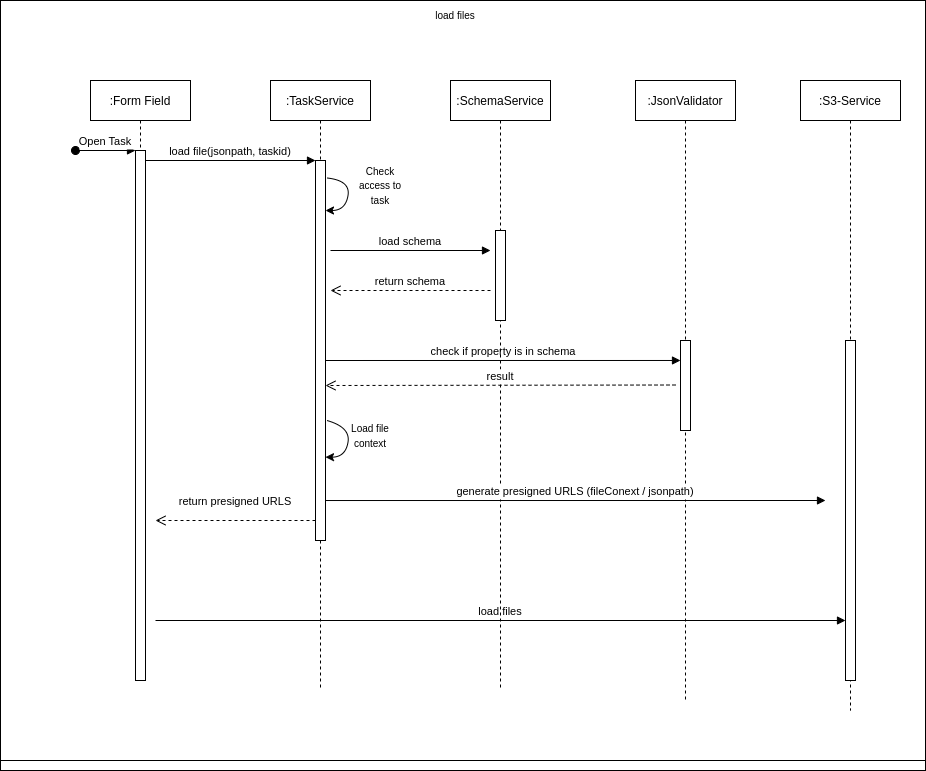 load files
:Form Field
:TaskService
:SchemaService
:JsonValidator
:S3-Service
Open Task
load file(jsonpath, taskid)
Check
access to
task
load schema
return schema
check if property is in schema
result
Load file
context
generate presigned URLS (fileConext / jsonpath)
return presigned URLS
load files